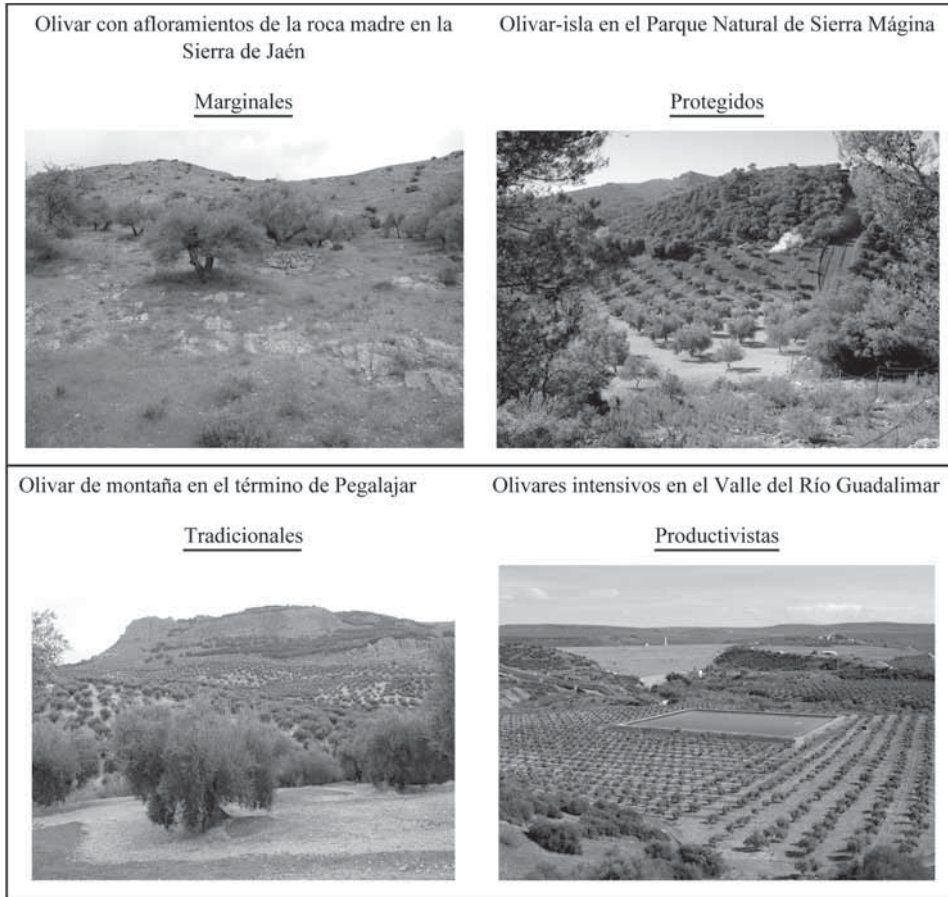 Olivar con afloramientos de la roca madre en la
Sierra de Jaén
Marginales
Olivar-isla en el Parque Natural de Sierra Mágina
Protegidos
Olivar de montaña en el término de Pegalajar
Tradicionales
Olivares intensivos en el Valle del Río Guadalimar
Productivistas